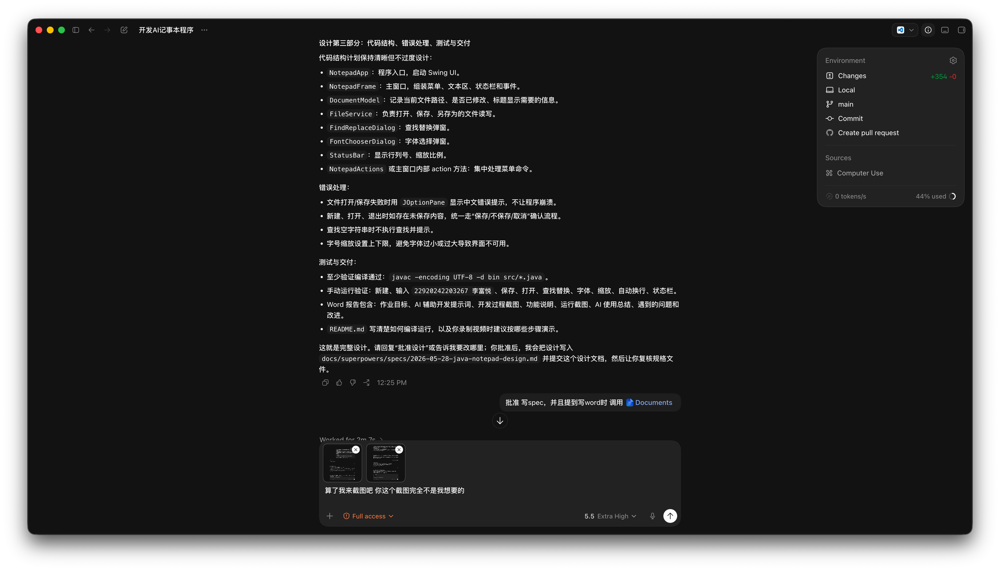 开发AI记事本程序
设计第三部分：代码结构、错误处理、测试与交付
代码结构计划保持清晰但不过度设计：
• NotepadApp：程序入口，启动 Swing UI。
• NotepadFrame：主窗口，组装菜单、文本区、状态栏和事件。
• DocumentModel：记录当前文件路径、是否已修改、标题显示需要的信息。
• FileService：负责打开、保存、另存为的文件读写。
• FindReplaceDialog：查找替换弹窗。
• FontChooserDialog：字体选择弹窗。
• StatusBar：显示行列号、缩放比例。
• NotepadActions 或主窗口内部 action 方法：集中处理菜单命令。
错误处理：
• 文件打开/保存失败时用 JOptionPane 显示中文错误提示，不让程序崩溃。
• 新建、打开、退出时如存在未保存内容，统一走“保存/不保存/取消”确认流程。
• 查找空字符串时不执行查找并提示。
• 字号缩放设置上下限，避免字体过小或过大导致界面不可用。
测试与交付：
• 至少验证编译通过：javac -encoding UTF-8 -d bin src/*.java。
• 手动运行验证：新建、输入 22920242203267 李富悦、保存、打开、查找替换、字体、缩放、自动换行、状态栏。
• Word 报告包含：作业目标、AI 辅助开发提示词、开发过程截图、功能说明、运行截图、AI 使用总结、遇到的问题和
改进。
• README.md 写清楚如何编译运行，以及你录制视频时建议按哪些步骤演示。
这就是完整设计。请回复“批准设计”或告诉我要改哪里；你批准后，我会把设计写入
docs/superpowers/specs/2026-05-28-java-notepad-design.md 并提交这个设计文档，然后让你复核规格文
件。
12:25 PM
批准 写spec，并且提到写word时 调用 Documents
Worked for 2m 7s
算了我来截图吧 你这个截图完全不是我想要的
Full access
5.5 Extra High
Environment
Changes +354 -0
Local
main
Commit
Create pull request
Sources
Computer Use
0 tokens/s 44% used